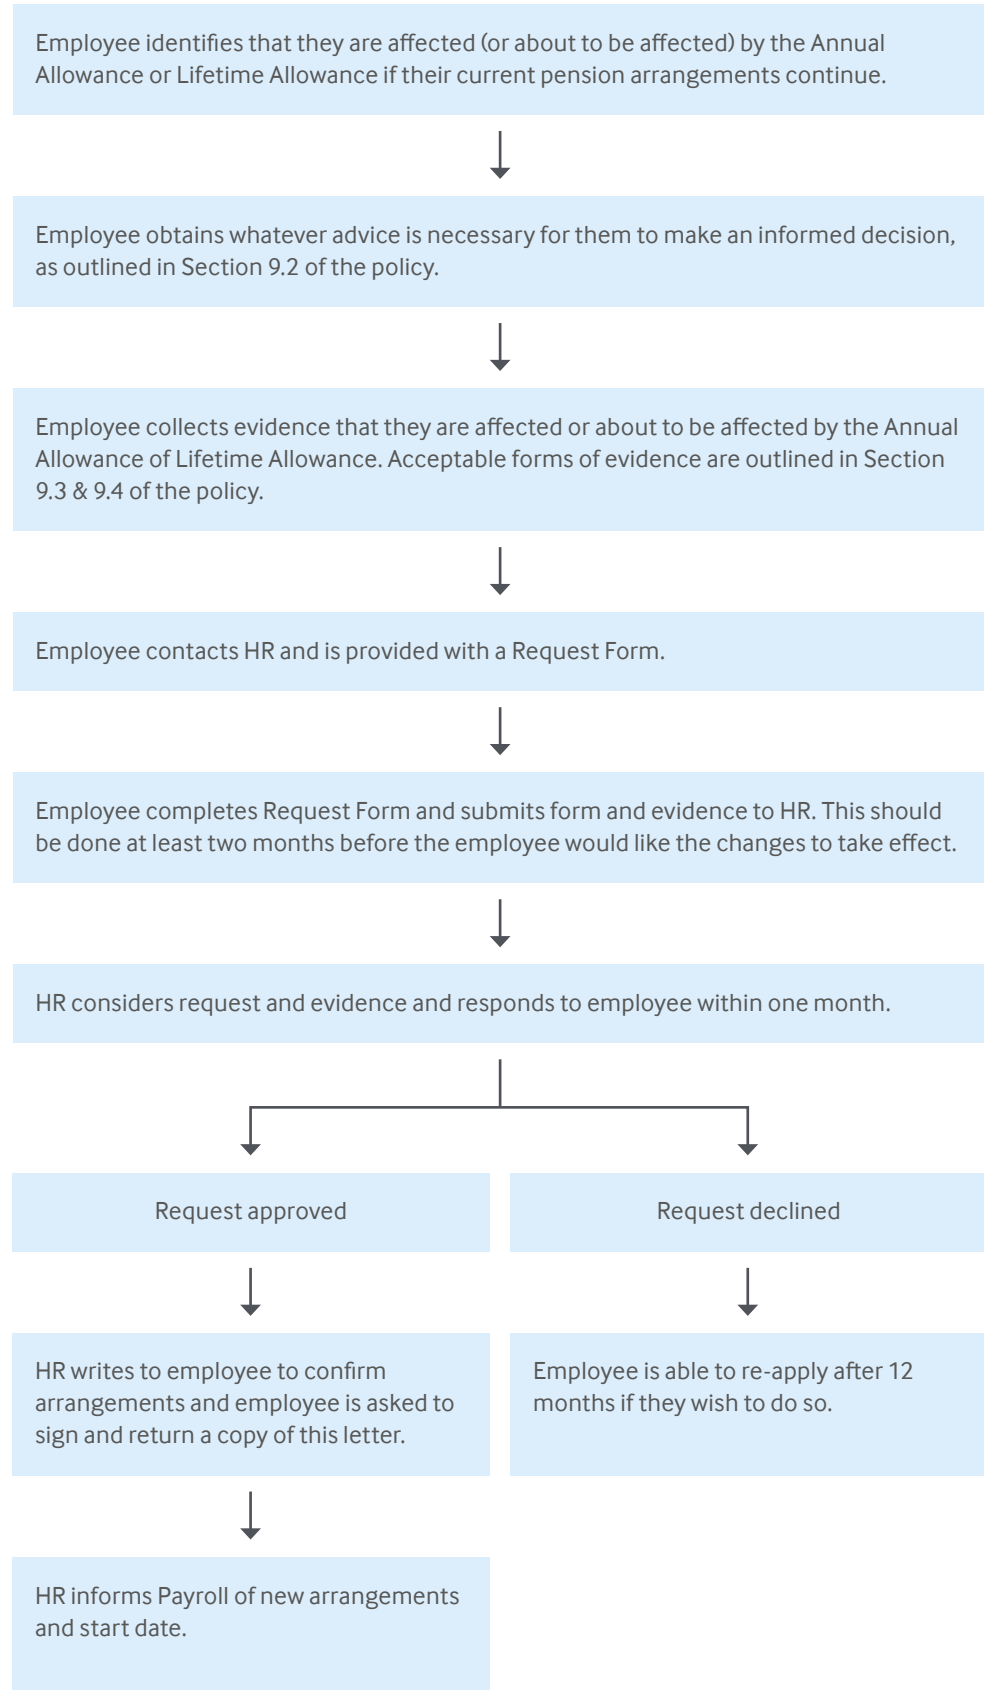 Employee identifies that they are affected (or about to be affected) by the Annual
Allowance or Lifetime Allowance if their current pension arrangements continue.
Employee obtains whatever advice is necessary for them to make an informed decision,
as outlined in Section 9.2 of the policy.
Employee collects evidence that they are affected or about to be affected by the Annual
Allowance of Lifetime Allowance. Acceptable forms of evidence are outlined in Section
9.3 & 9.4 of the policy.
Employee contacts HR and is provided with a Request Form.
Employee completes Request Form and submits form and evidence to HR. This should
be done at least two months before the employee would like the changes to take effect.
HR considers request and evidence and responds to employee within one month.
Request approved
Request declined
HR writes to employee to confirm
arrangements and employee is asked to
sign and return a copy of this letter.
Employee is able to re-apply after 12
months if they wish to do so.
HR informs Payroll of new arrangements
and start date.